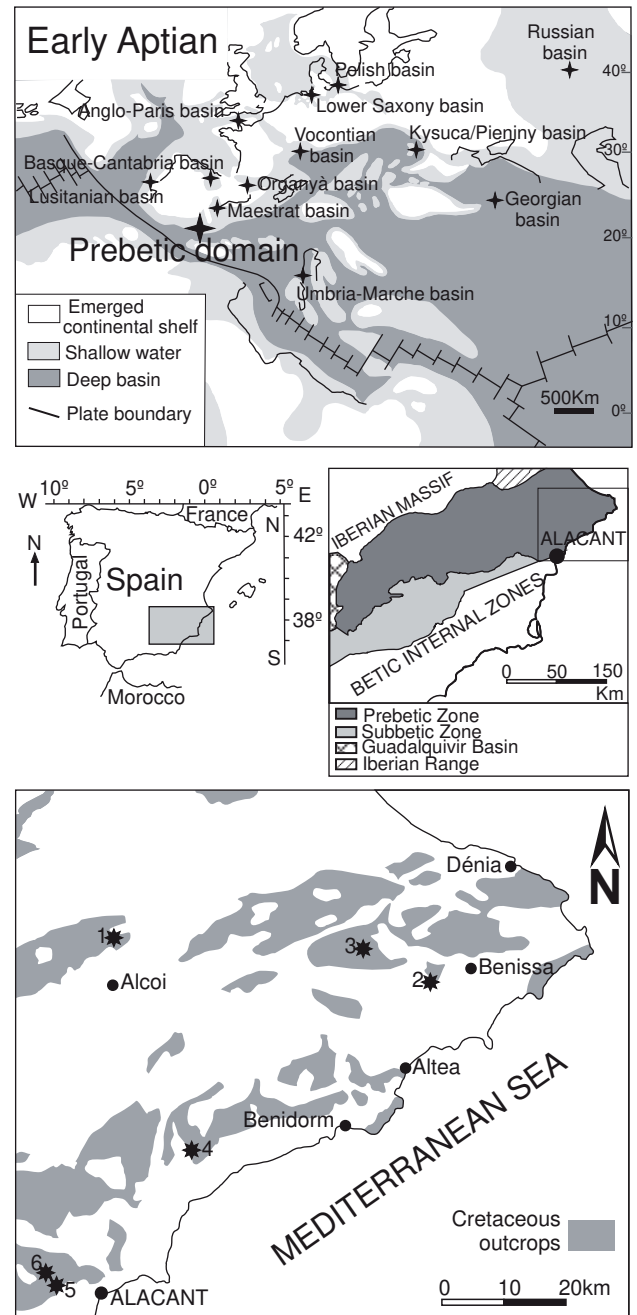 Early Aptian
Russian
basin
40º
Polish basin
Lower Saxony basin
Anglo-Paris basin
Vocontian
basin
Kysuca/Pieniny basin
30º
Basque-Cantabria basin
Organyà basin
Lusitanian basin
Maestrat basin
Georgian
basin
20º
Prebetic domain
Umbria-Marche basin
Emerged
continental shelf
Shallow water
Deep basin
Plate boundary
10º
500Km
0º
10º 5º 0º 5º
W E
France
N
42º
N
Portugal
Spain
38º
S
Morocco
IBERIAN MASSIF
ALACANT
BETIC INTERNAL ZONES
0 50 150
Km
Prebetic Zone
Subbetic Zone
Guadalquivir Basin
Iberian Range
Dénia
N
1
3
Alcoi
2
Benissa
Altea
Benidorm
4
MEDITERRANEAN SEA
Cretaceous
outcrops
6
5
ALACANT
0 10 20km